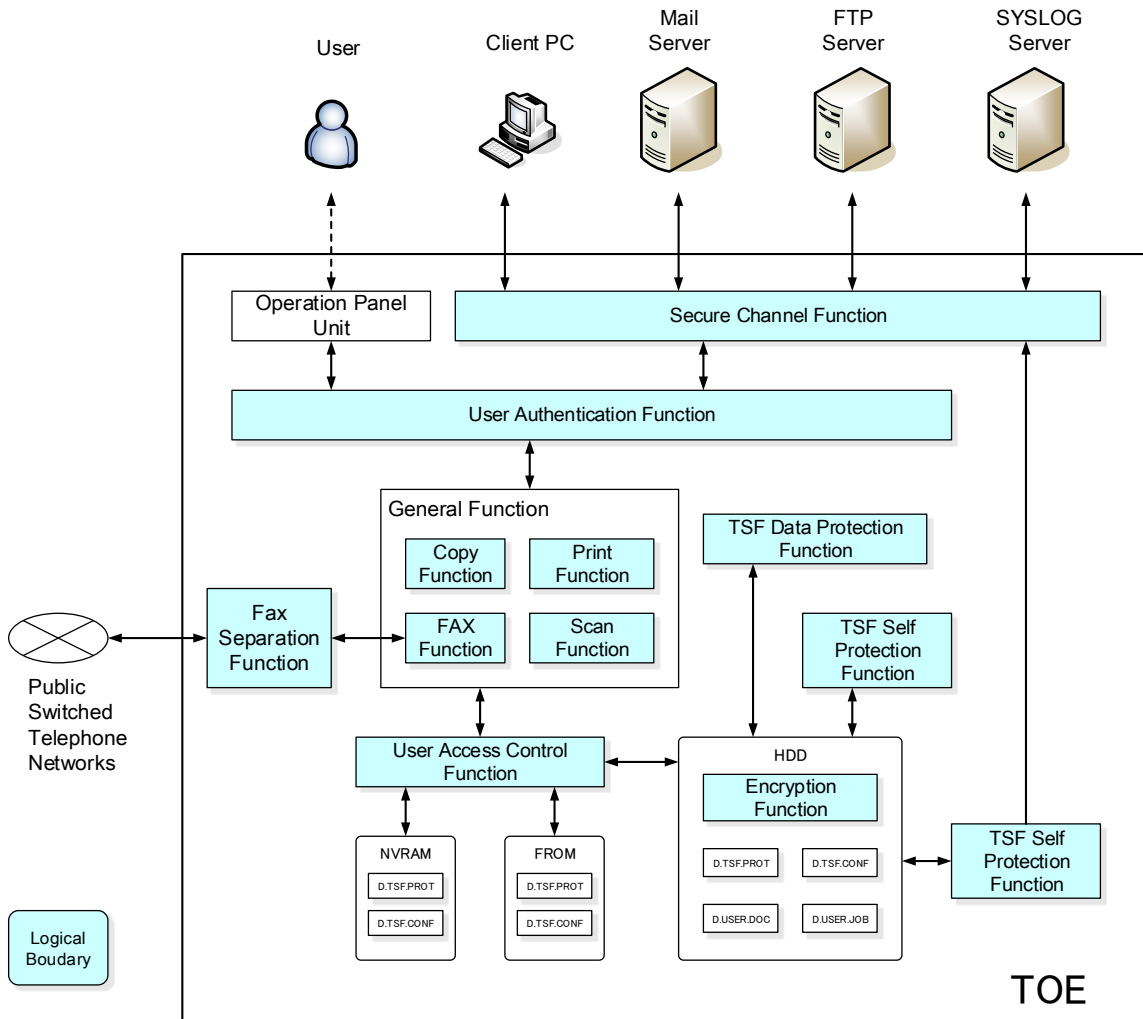 User
Client PC
Mail
Server
FTP
Server
SYSLOG
Server
Operation Panel
Unit
Secure Channel Function
User Authentication Function
General Function
Copy
Function
Print
Function
FAX
Function
Scan
Function
Fax
Separation
Function
Public
Switched
Telephone
Networks
TSF Data Protection
Function
TSF Self
Protection
Function
User Access Control
Function
HDD
Encryption
Function
D.TSF.PROT
D.TSF.CONF
D.USER.DOC
D.USER.JOB
NVRAM
D.TSF.PROT
D.TSF.CONF
FROM
D.TSF.PROT
D.TSF.CONF
TSF Self
Protection
Function
Logical
Boudary
TOE